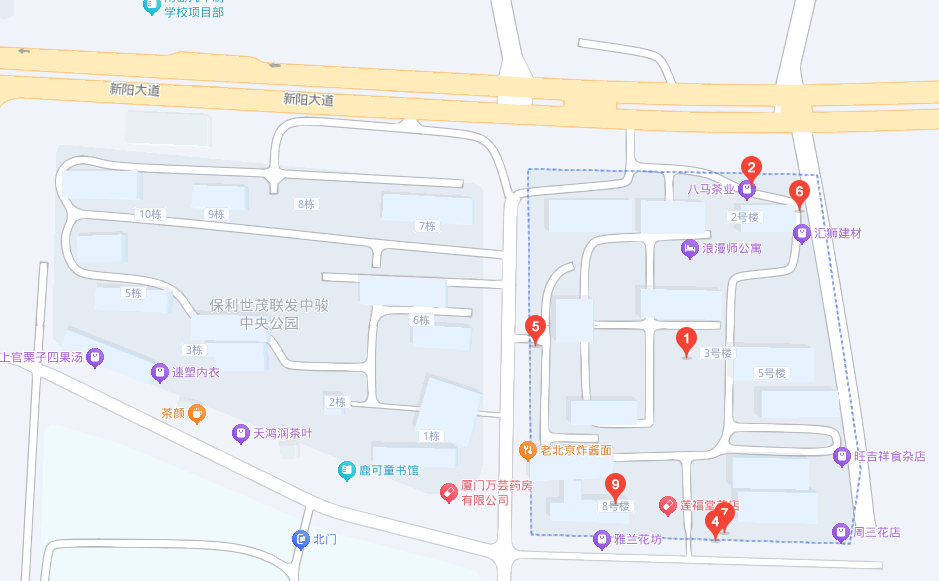 学校项目部
新阳大道
新阳大道
2
八马茶业
6
10栋
9栋
8栋
7栋
2号楼
汇狮建材
浪漫师公寓
5栋
保利世茂联发中骏
中央公园
6栋
5
1
3栋
3号楼
上官栗子四果汤
速塑内衣
5号楼
2栋
茶颜
天鸿润茶叶
1栋
老北京炸酱面
旺吉祥食杂店
鹿可童书馆
厦门万芸药房
有限公司
9
8号楼
莲福堂
店
7
4
北门
雅兰花坊
周三花店